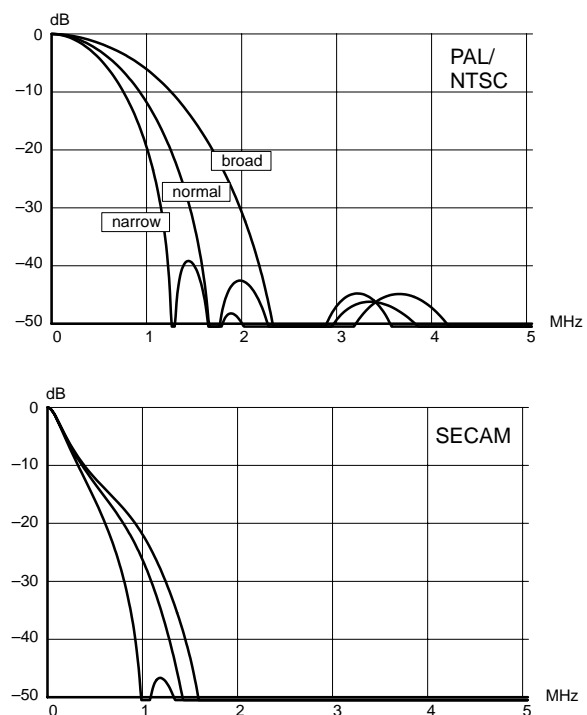 dB
0
PAL/
NTSC
–10
–20
broad
normal
–30
narrow
–40
–50
0 1 2 3 4 5 MHz
dB
0
SECAM
–10
–20
–30
–40
–50
0 1 2 3 4 5 MHz